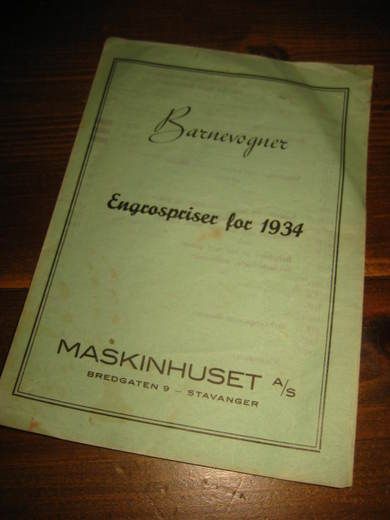 Barnevogner
Engrospriser for 1934
MASKINHUSET A/S
BREDGATEN 9 – STAVANGER